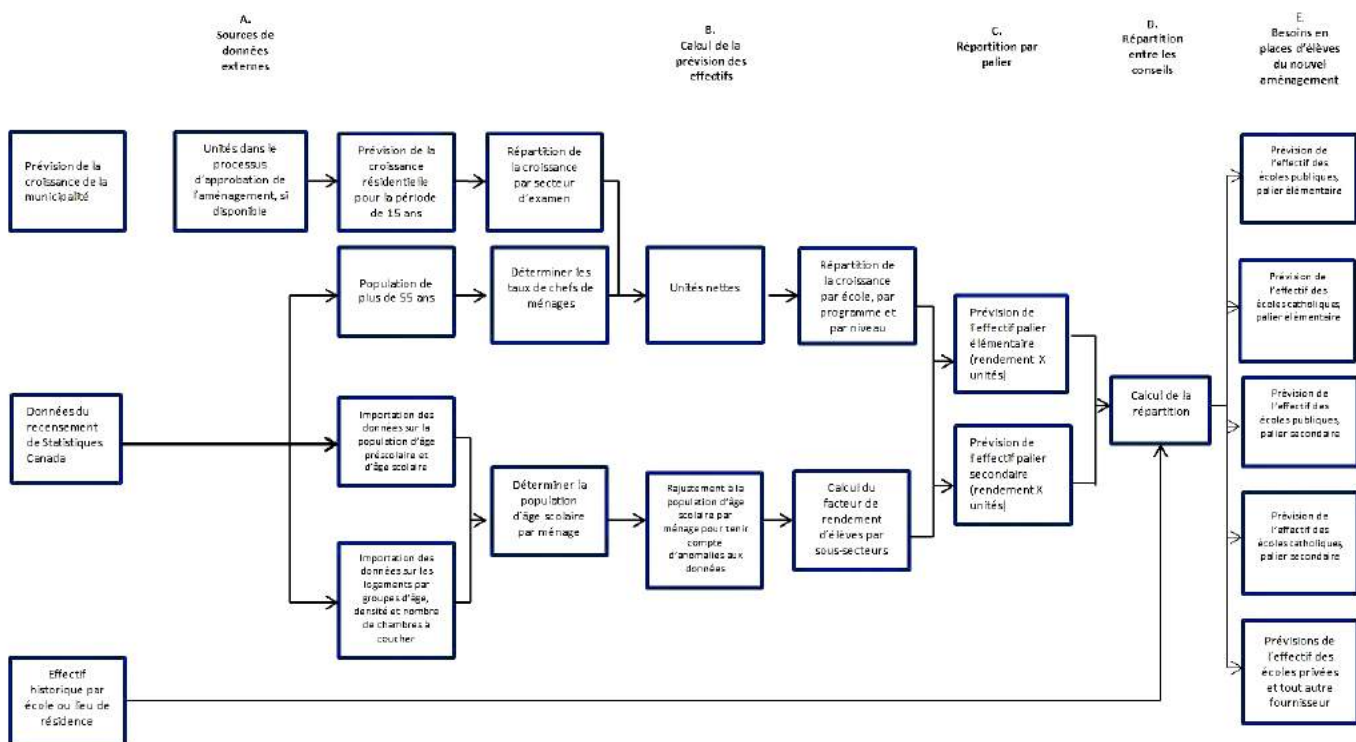 A.
Sources de
données
externes
B.
Calcul de la
prévision des
effectifs
C.
Répartition par
palier
D.
Répartition
entre les
conseils
E.
Besoins en
places d'élèves
du nouvel
aménagement
Prévision de la
croissance de la
municipalité
Unités dans le
processus
d'approbation de
l'aménagement, si
disponible
Prévision de la
croissance
résidentielle
pour la période
de 15 ans
Répartition de
la croissance
par secteur
d'examen
Prévision de
l'effectif des
écoles publiques,
palier élémentaire
Population de
plus de 55 ans
Déterminer les
taux de chefs de
ménages
Unités nettes
Répartition de
la croissance
par école, par
programme et
par niveau
Prévision de
l'effectif palier
élémentaire
(rendement X
unités)
Prévision de
l'effectif des
écoles catholiques,
palier élémentaire
Données du
recensement
de Statistiques
Canada
Importation des
données sur la
population d'âge
préscolaire et
d'âge scolaire
Calcul de la
répartition
Prévision de
l'effectif des
écoles publiques,
palier secondaire
Déterminer la
population
d'âge scolaire
par ménage
Rajustement à la
population d'âge
scolaire par
ménage pour tenir
compte
d'anomalies aux
données
Calcul du
facteur de
rendement
d'élèves par
sous-secteurs
Prévision de
l'effectif palier
secondaire
(rendement X
unités)
Prévision de
l'effectif des
écoles catholiques,
palier secondaire
Importation des
données sur les
logements par
groupes d'âge,
densité et nombre
de chambres à
coucher
Effectif
historique par
école ou lieu de
résidence
Prévisions de
l'effectif des
écoles privées
et tout autre
fournisseur